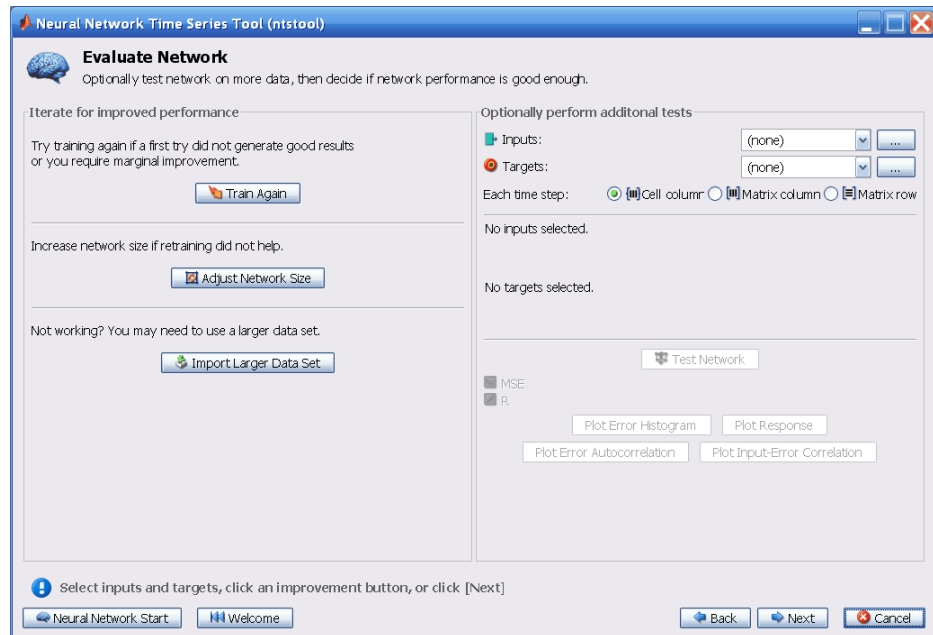 Neural Network Time Series Tool (ntstool)
Evaluate Network
Optionally test network on more data, then decide if network performance is good enough.
Iterate for improved performance
Try training again if a first try did not generate good results
or you require marginal improvement.
Train Again
Increase network size if retraining did not help.
Adjust Network Size
Not working? You may need to use a larger data set.
Import Larger Data Set
Optionally perform additonal tests
Inputs: (none) ...
Targets: (none) ...
Each time step: Cell column Matrix column Matrix row
No inputs selected.
No targets selected.
Test Network
MSE
R
Plot Error Histogram Plot Response
Plot Error Autocorrelation Plot Input-Error Correlation
Select inputs and targets, click an improvement button, or click [Next]
Neural Network Start Welcome Back Next Cancel